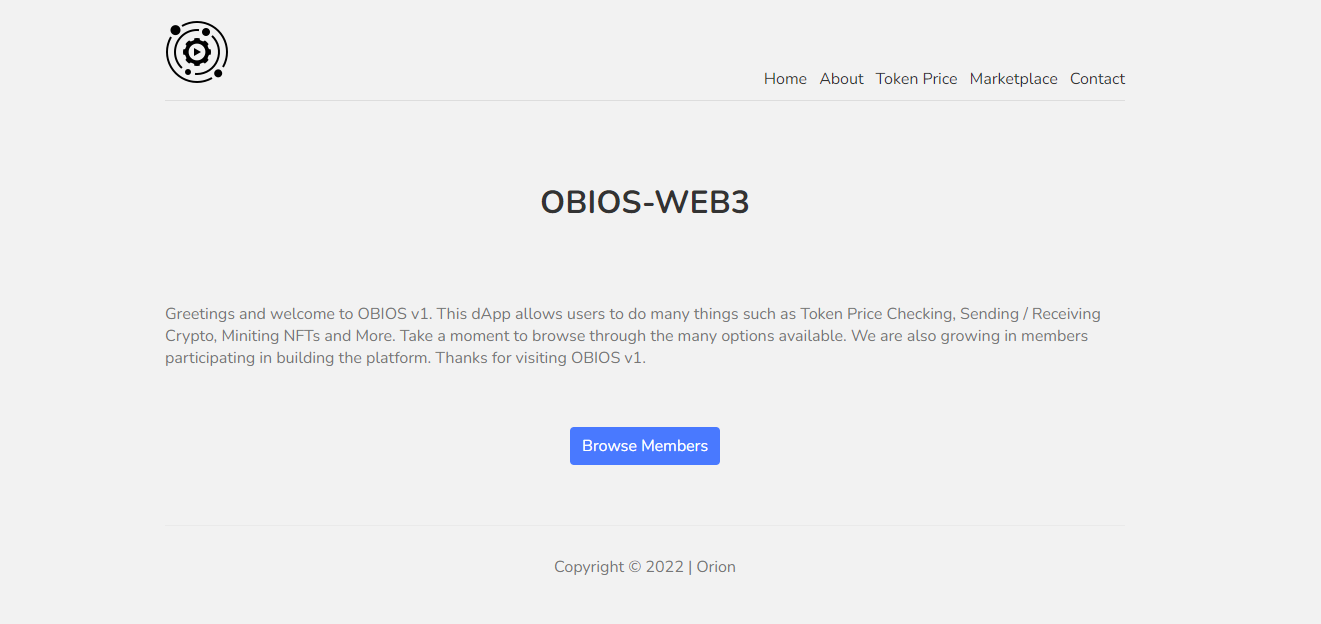 Home About Token Price Marketplace Contact
OBIOS-WEB3
Greetings and welcome to OBIOS v1. This dApp allows users to do many things such as Token Price Checking, Sending / Receiving
Crypto, Miniting NFTs and More. Take a moment to browse through the many options available. We are also growing in members
participating in building the platform. Thanks for visiting OBIOS v1.
Browse Members
Copyright © 2022 | Orion